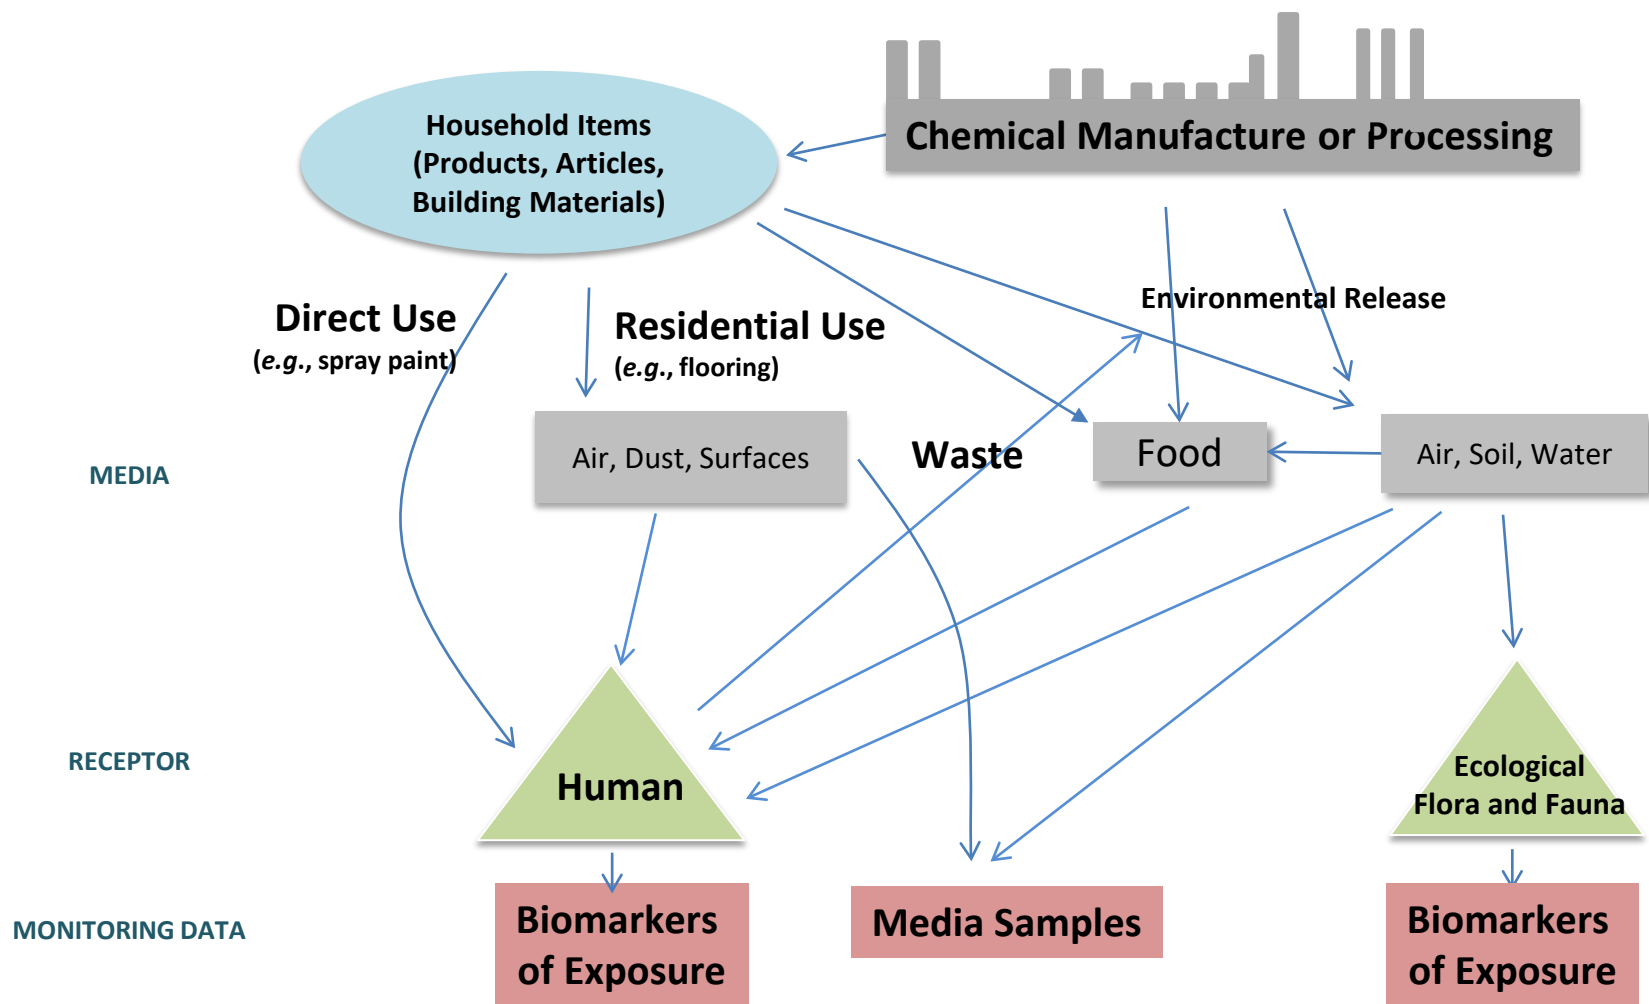 Household Items
(Products, Articles,
Building Materials)
Chemical Manufacture or Processing
Environmental Release
Direct Use
(e.g., spray paint)
Residential Use
(e.g., flooring)
MEDIA
Air, Dust, Surfaces
Waste
Food
Air, Soil, Water
RECEPTOR
Human
Ecological
Flora and Fauna
MONITORING DATA
Biomarkers
of Exposure
Media Samples
Biomarkers
of Exposure